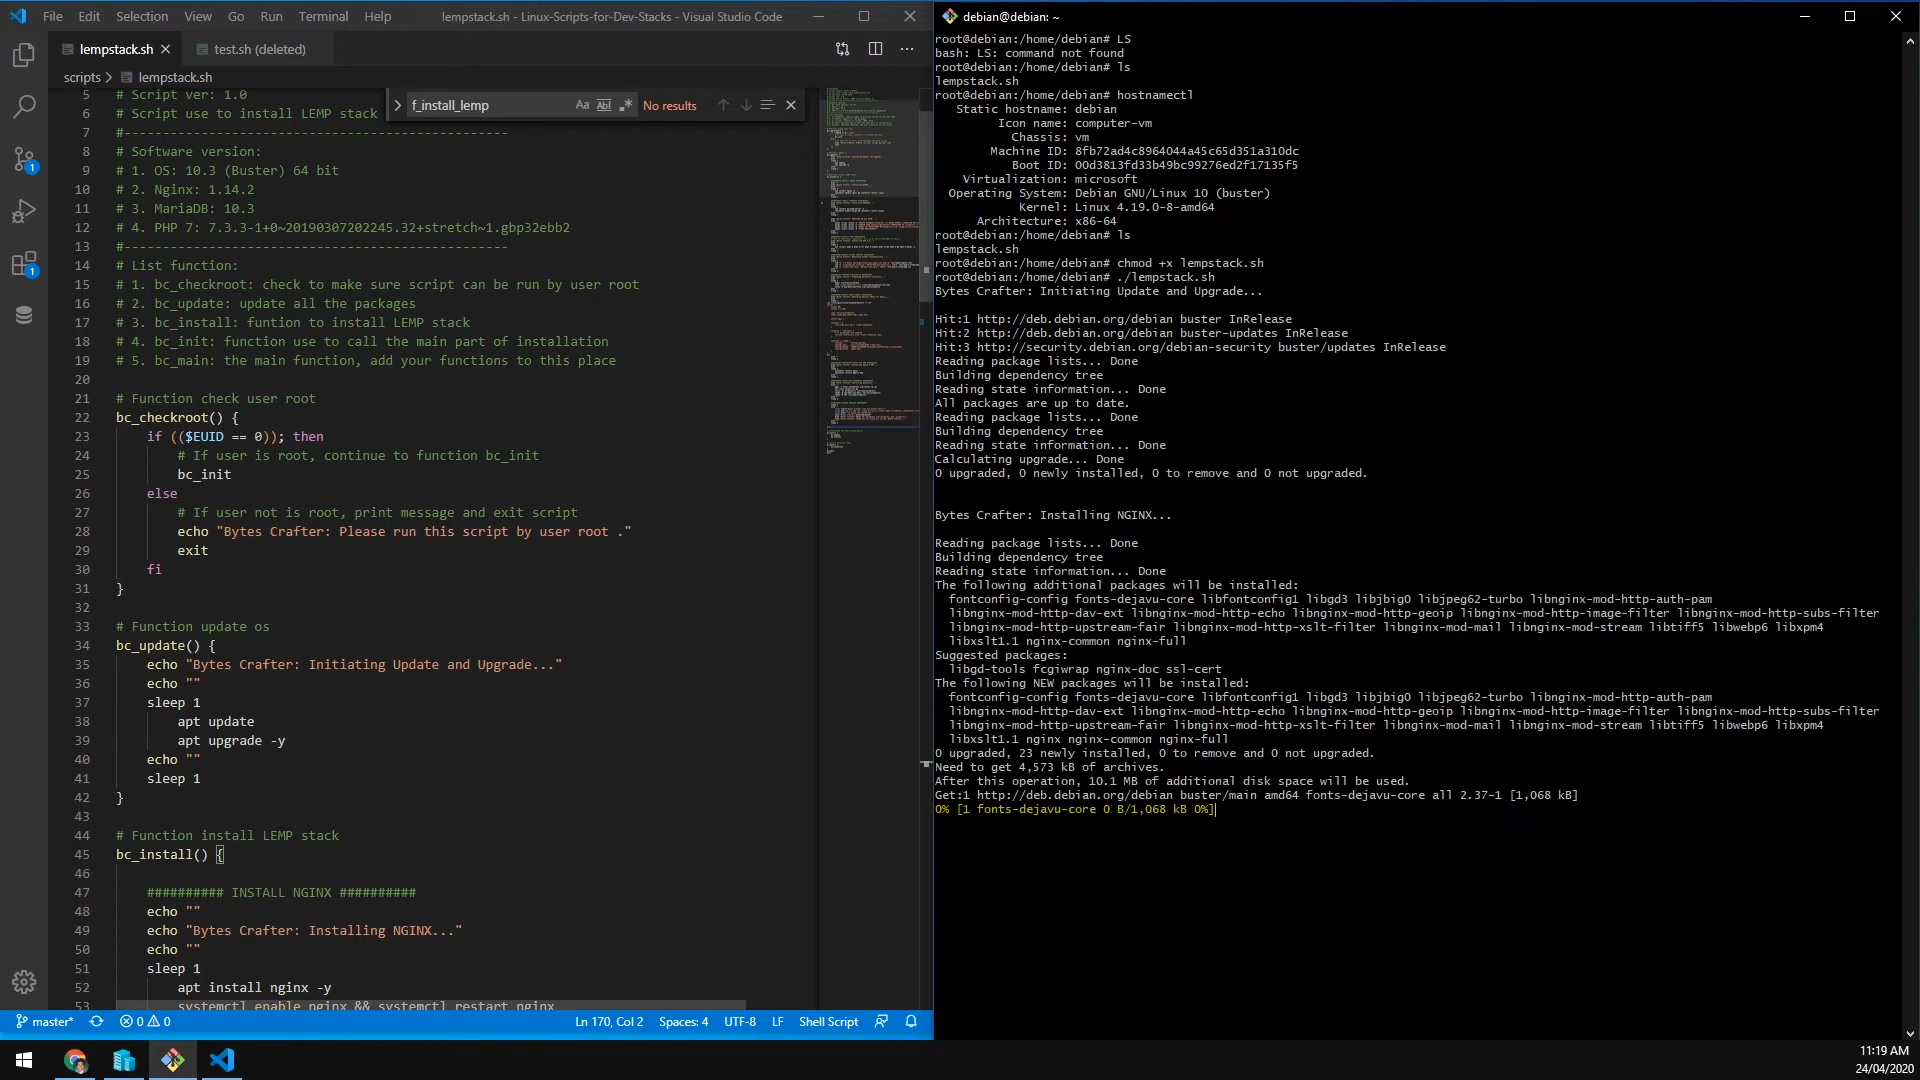 File Edit Selection View Go Run Terminal Help
lempstack.sh - Linux-Scripts-for-Dev-Stacks - Visual Studio Code
lempstack.sh
test.sh (deleted)
scripts > lempstack.sh
f_install_lemp
Aa Abl .* No results
5 # Script ver: 1.0
6 # Script use to install LEMP stack
7 #--------------------------------------------------
8 # Software version:
9 # 1. OS: 10.3 (Buster) 64 bit
10 # 2. Nginx: 1.14.2
11 # 3. MariaDB: 10.3
12 # 4. PHP 7: 7.3.3-1+0~20190307202245.32+stretch~1.gbp32ebb2
13 #--------------------------------------------------
14 # List function:
15 # 1. bc_checkroot: check to make sure script can be run by user root
16 # 2. bc_update: update all the packages
17 # 3. bc_install: funtion to install LEMP stack
18 # 4. bc_init: function use to call the main part of installation
19 # 5. bc_main: the main function, add your functions to this place
20
21 # Function check user root
22 bc_checkroot() {
23 if (($EUID == 0)); then
24 # If user is root, continue to function bc_init
25 bc_init
26 else
27 # If user not is root, print message and exit script
28 echo "Bytes Crafter: Please run this script by user root ."
29 exit
30 fi
31 }
32
33 # Function update os
34 bc_update() {
35 echo "Bytes Crafter: Initiating Update and Upgrade..."
36 echo ""
37 sleep 1
38 apt update
39 apt upgrade -y
40 echo ""
41 sleep 1
42 }
43
44 # Function install LEMP stack
45 bc_install() {
46
47 ########## INSTALL NGINX ##########
48 echo ""
49 echo "Bytes Crafter: Installing NGINX..."
50 echo ""
51 sleep 1
52 apt install nginx -y
53 systemctl enable nginx && systemctl restart nginx
master* 0 0
Ln 170, Col 2 Spaces: 4 UTF-8 LF Shell Script
1
1
debian@debian: ~
root@debian:/home/debian# LS
bash: LS: command not found
root@debian:/home/debian# ls
lempstack.sh
root@debian:/home/debian# hostnamectl
Static hostname: debian
Icon name: computer-vm
Chassis: vm
Machine ID: 8fb72ad4c8964044a45c65d351a310dc
Boot ID: 00d3813fd33b49bc99276ed2f17135f5
Virtualization: microsoft
Operating System: Debian GNU/Linux 10 (buster)
Kernel: Linux 4.19.0-8-amd64
Architecture: x86-64
root@debian:/home/debian# ls
lempstack.sh
root@debian:/home/debian# chmod +x lempstack.sh
root@debian:/home/debian# ./lempstack.sh
Bytes Crafter: Initiating Update and Upgrade...
Hit:1 http://deb.debian.org/debian buster InRelease
Hit:2 http://deb.debian.org/debian buster-updates InRelease
Hit:3 http://security.debian.org/debian-security buster/updates InRelease
Reading package lists... Done
Building dependency tree
Reading state information... Done
All packages are up to date.
Reading package lists... Done
Building dependency tree
Reading state information... Done
Calculating upgrade... Done
0 upgraded, 0 newly installed, 0 to remove and 0 not upgraded.
Bytes Crafter: Installing NGINX...
Reading package lists... Done
Building dependency tree
Reading state information... Done
The following additional packages will be installed:
fontconfig-config fonts-dejavu-core libfontconfig1 libgd3 libjbig0 libjpeg62-turbo libnginx-mod-http-auth-pam
libnginx-mod-http-dav-ext libnginx-mod-http-echo libnginx-mod-http-geoip libnginx-mod-http-image-filter libnginx-mod-http-subs-filter
libnginx-mod-http-upstream-fair libnginx-mod-http-xslt-filter libnginx-mod-mail libnginx-mod-stream libtiff5 libwebp6 libxpm4
libxslt1.1 nginx-common nginx-full
Suggested packages:
libgd-tools fcgiwrap nginx-doc ssl-cert
The following NEW packages will be installed:
fontconfig-config fonts-dejavu-core libfontconfig1 libgd3 libjbig0 libjpeg62-turbo libnginx-mod-http-auth-pam
libnginx-mod-http-dav-ext libnginx-mod-http-echo libnginx-mod-http-geoip libnginx-mod-http-image-filter libnginx-mod-http-subs-filter
libnginx-mod-http-upstream-fair libnginx-mod-http-xslt-filter libnginx-mod-mail libnginx-mod-stream libtiff5 libwebp6 libxpm4
libxslt1.1 nginx nginx-common nginx-full
0 upgraded, 23 newly installed, 0 to remove and 0 not upgraded.
Need to get 4,573 kB of archives.
After this operation, 10.1 MB of additional disk space will be used.
Get:1 http://deb.debian.org/debian buster/main amd64 fonts-dejavu-core all 2.37-1 [1,068 kB]
0% [1 fonts-dejavu-core 0 B/1,068 kB 0%]
11:19 AM
24/04/2020